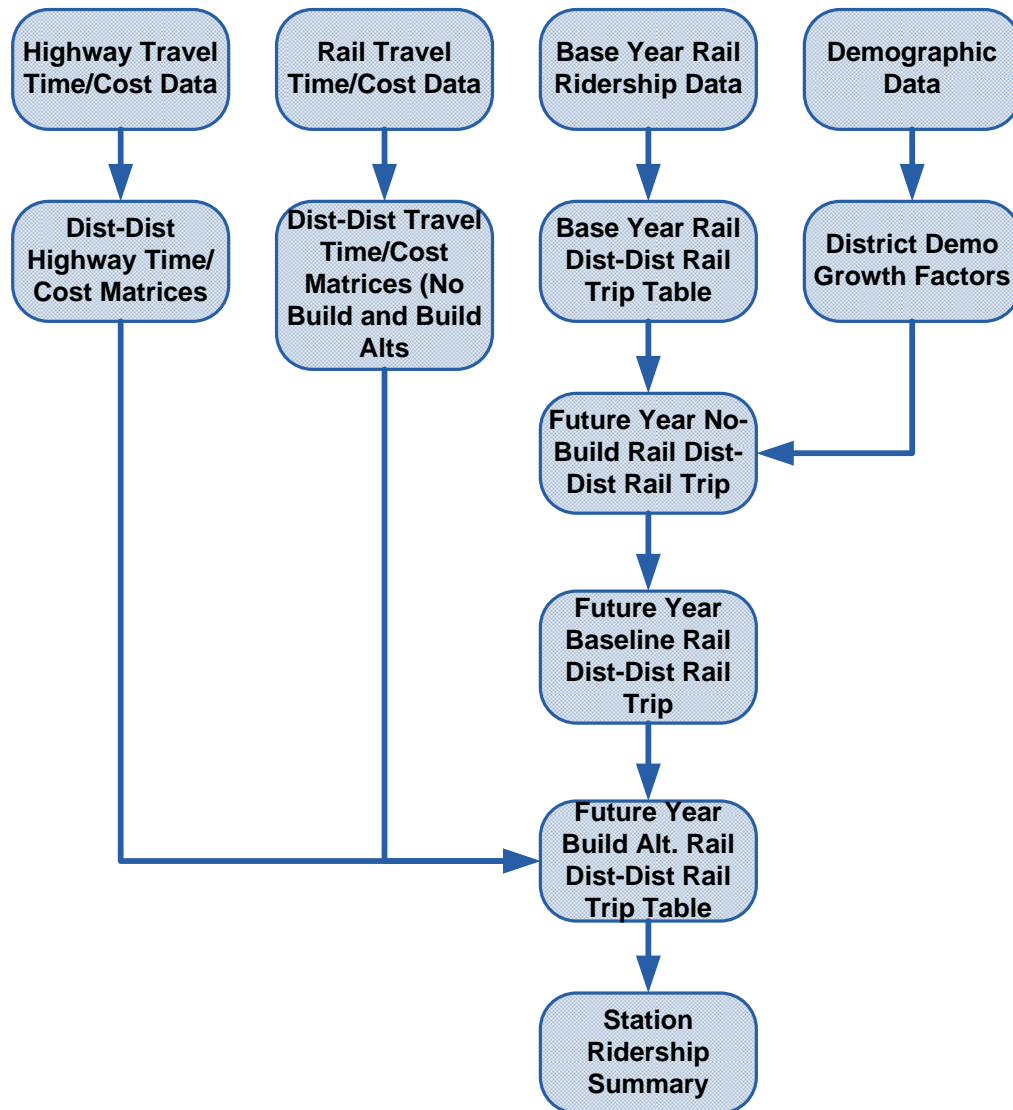 Highway Travel
Time/Cost Data
Rail Travel
Time/Cost Data
Base Year Rail
Ridership Data
Demographic
Data
Dist-Dist
Highway Time/
Cost Matrices
Dist-Dist Travel
Time/Cost
Matrices (No
Build and Build
Alts
Base Year Rail
Dist-Dist Rail
Trip Table
District Demo
Growth Factors
Future Year No-
Build Rail Dist-
Dist Rail Trip
Future Year
Baseline Rail
Dist-Dist Rail
Trip
Future Year
Build Alt. Rail
Dist-Dist Rail
Trip Table
Station
Ridership
Summary